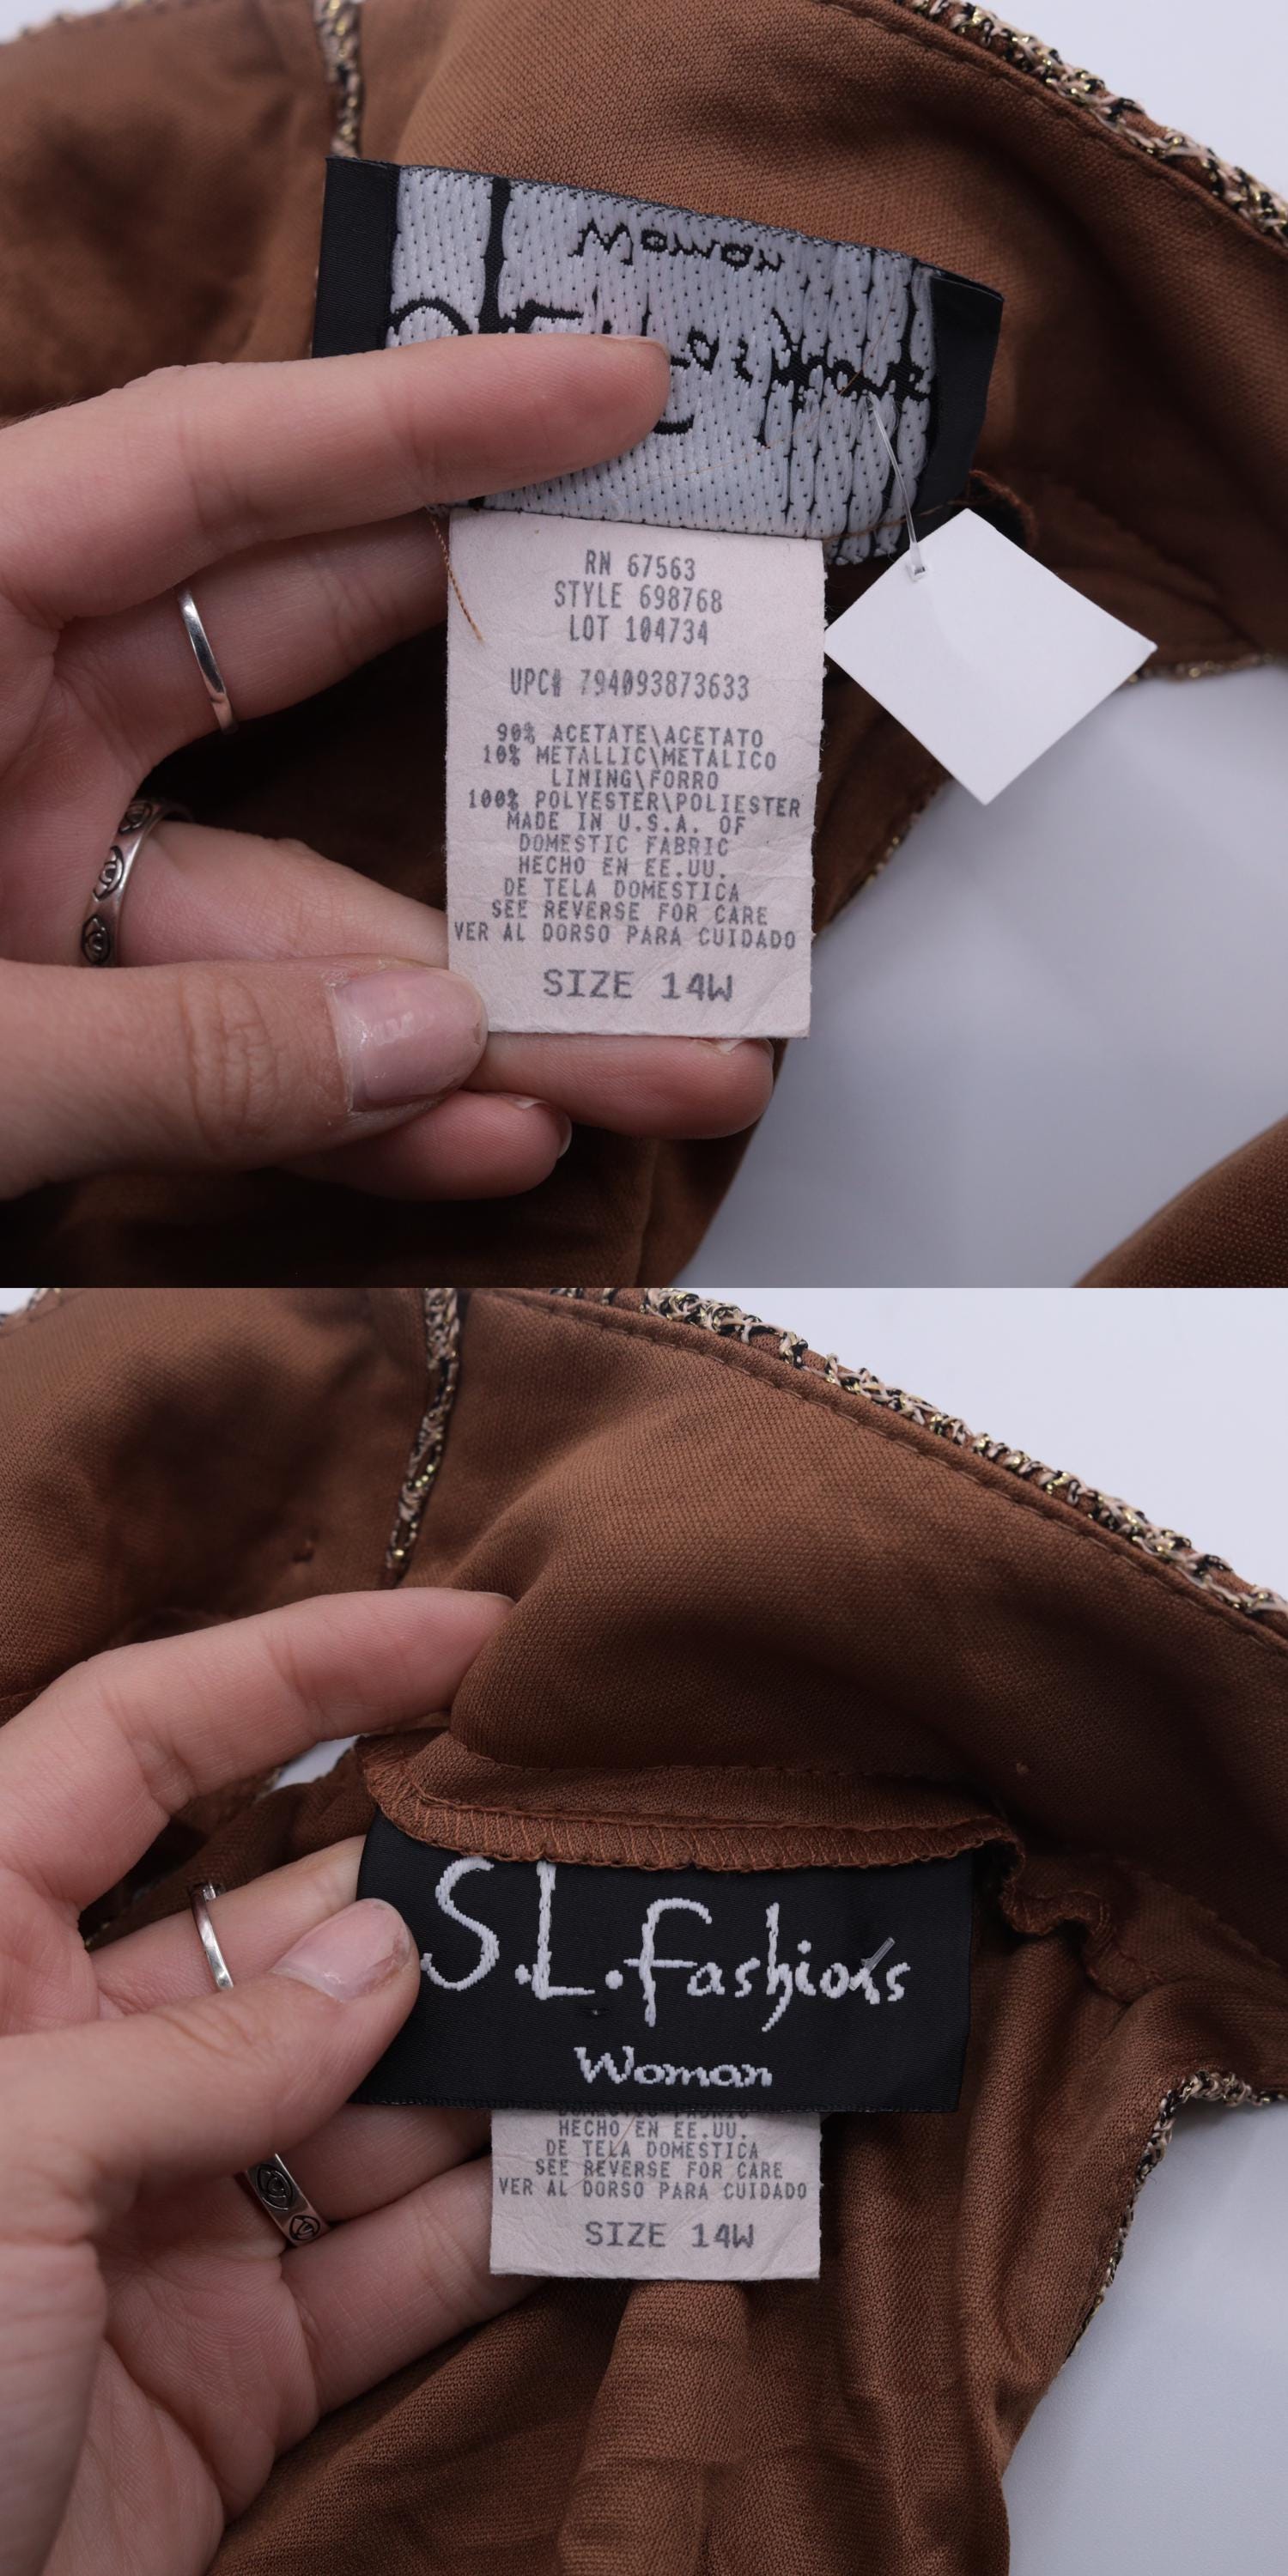 Woman
RN 67563
STYLE 698768
LOT 104734
UPC# 794093873633
90% ACETATE\ACETATO
10% METALLIC\METALICO
LINING\FORRO
100% POLYESTER\POLIESTER
MADE IN U.S.A. OF
DOMESTIC FABRIC
HECHO EN EE.UU.
DE TELA DOMESTICA
SEE REVERSE FOR CARE
VER AL DORSO PARA CUIDADO
SIZE 14W
S.L. fashions
Woman
HECHO EN EE.UU.
DE TELA DOMESTICA
SEE REVERSE FOR CARE
VER AL DORSO PARA CUIDADO
SIZE 14W